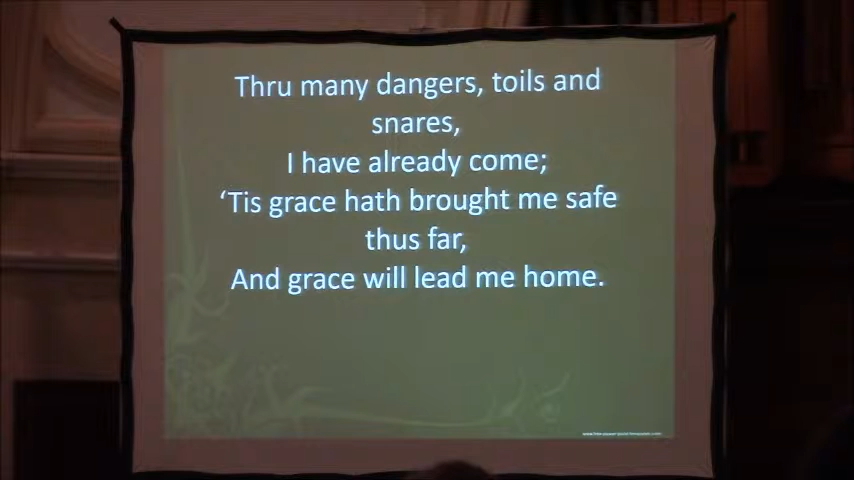 Thru many dangers, toils and
snares,
I have already come;
‘Tis grace hath brought me safe
thus far,
And grace will lead me home.